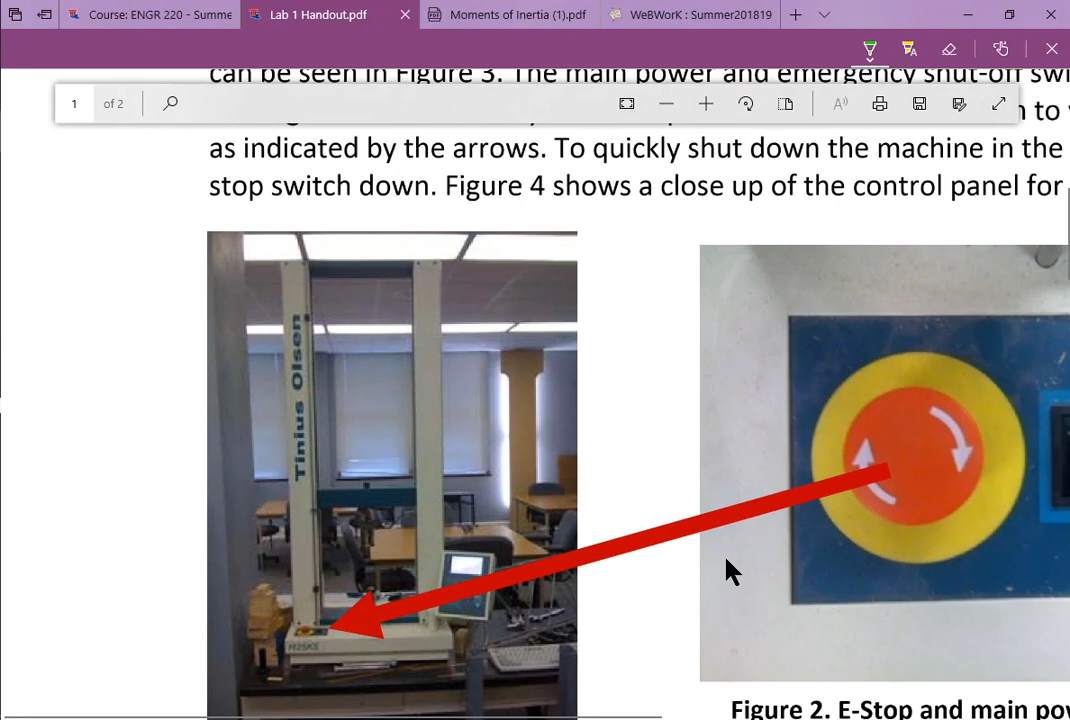 Course: ENGR 220 - Summe
Lab 1 Handout.pdf
Moments of Inertia (1).pdf
WeBWorK : Summer201819
1 of 2
can be seen in Figure 3. The main power and emergency shut-off swi
n to
as indicated by the arrows. To quickly shut down the machine in the
stop switch down. Figure 4 shows a close up of the control panel for
Tinius Olsen
H25KS
Figure 2. E-Stop and main pow